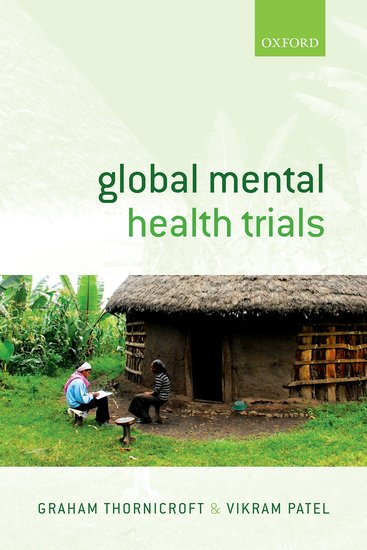 OXFORD
global mental
health trials
GRAHAM THORNICROFT & VIKRAM PATEL